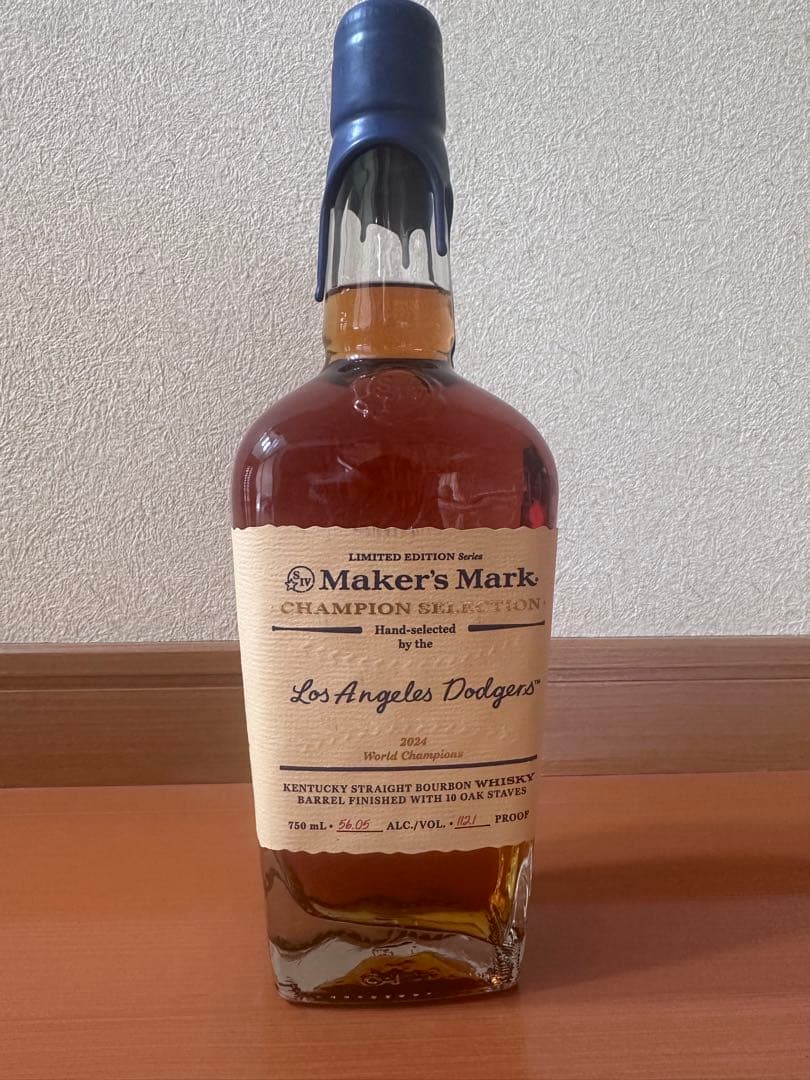 LIMITED EDITION Series
SIV Maker's Mark
CHAMPION SELECTION
Hand-selected
by the
Los Angeles Dodgers™
2024
World Champions
KENTUCKY STRAIGHT BOURBON WHISKY
BARREL FINISHED WITH 10 OAK STAVES
750 mL • 56.05 ALC./VOL. • 112.1 PROOF